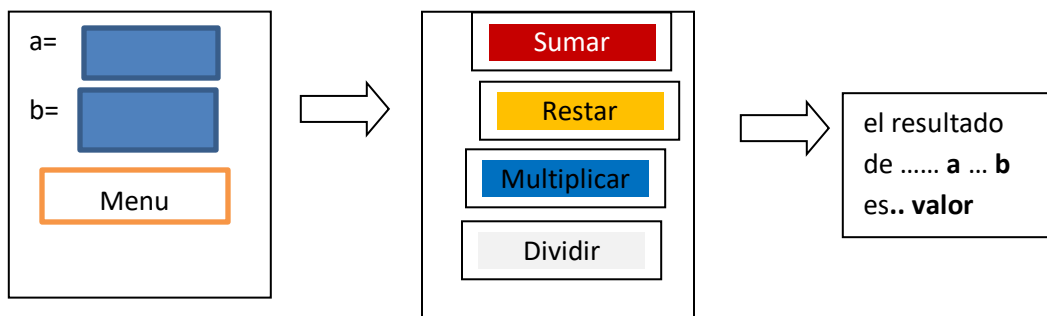 a=
b=
Menu
Sumar
Restar
Multiplicar
Dividir
el resultado
de ...... a ... b
es.. valor